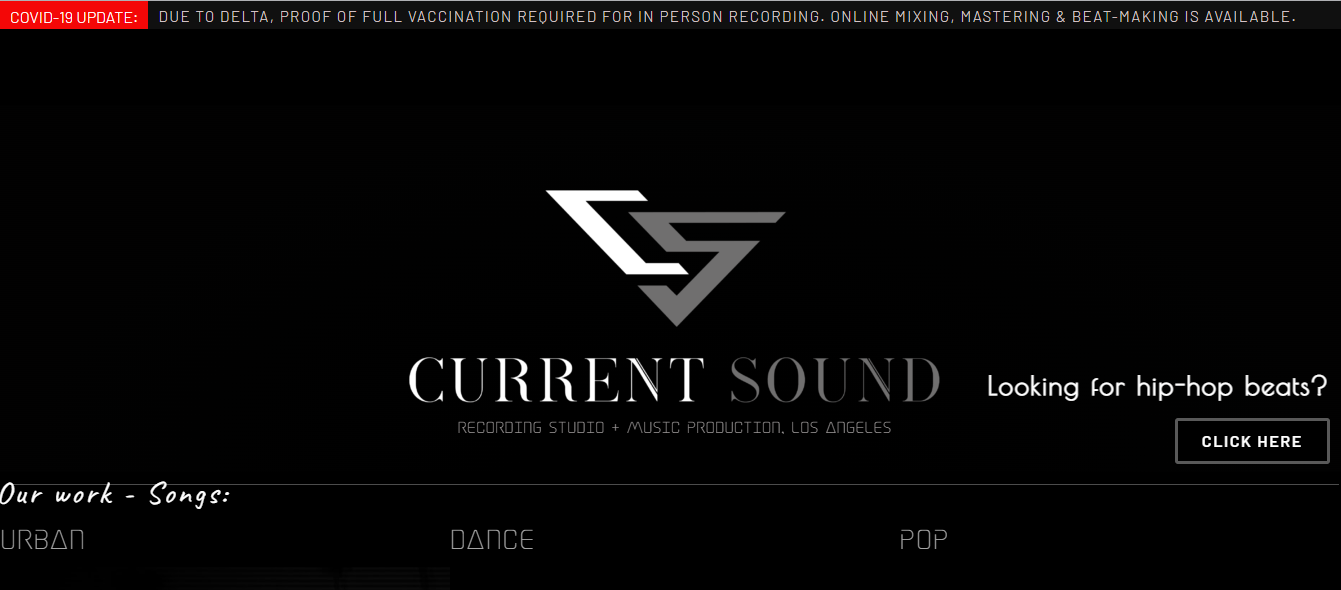 COVID-19 UPDATE: DUE TO DELTA, PROOF OF FULL VACCINATION REQUIRED FOR IN PERSON RECORDING. ONLINE MIXING, MASTERING & BEAT-MAKING IS AVAILABLE.
CURRENT SOUND
RECORDING STUDIO + MUSIC PRODUCTION, LOS ANGELES
Looking for hip-hop beats?
CLICK HERE
Our work - Songs:
URBAN DANCE POP